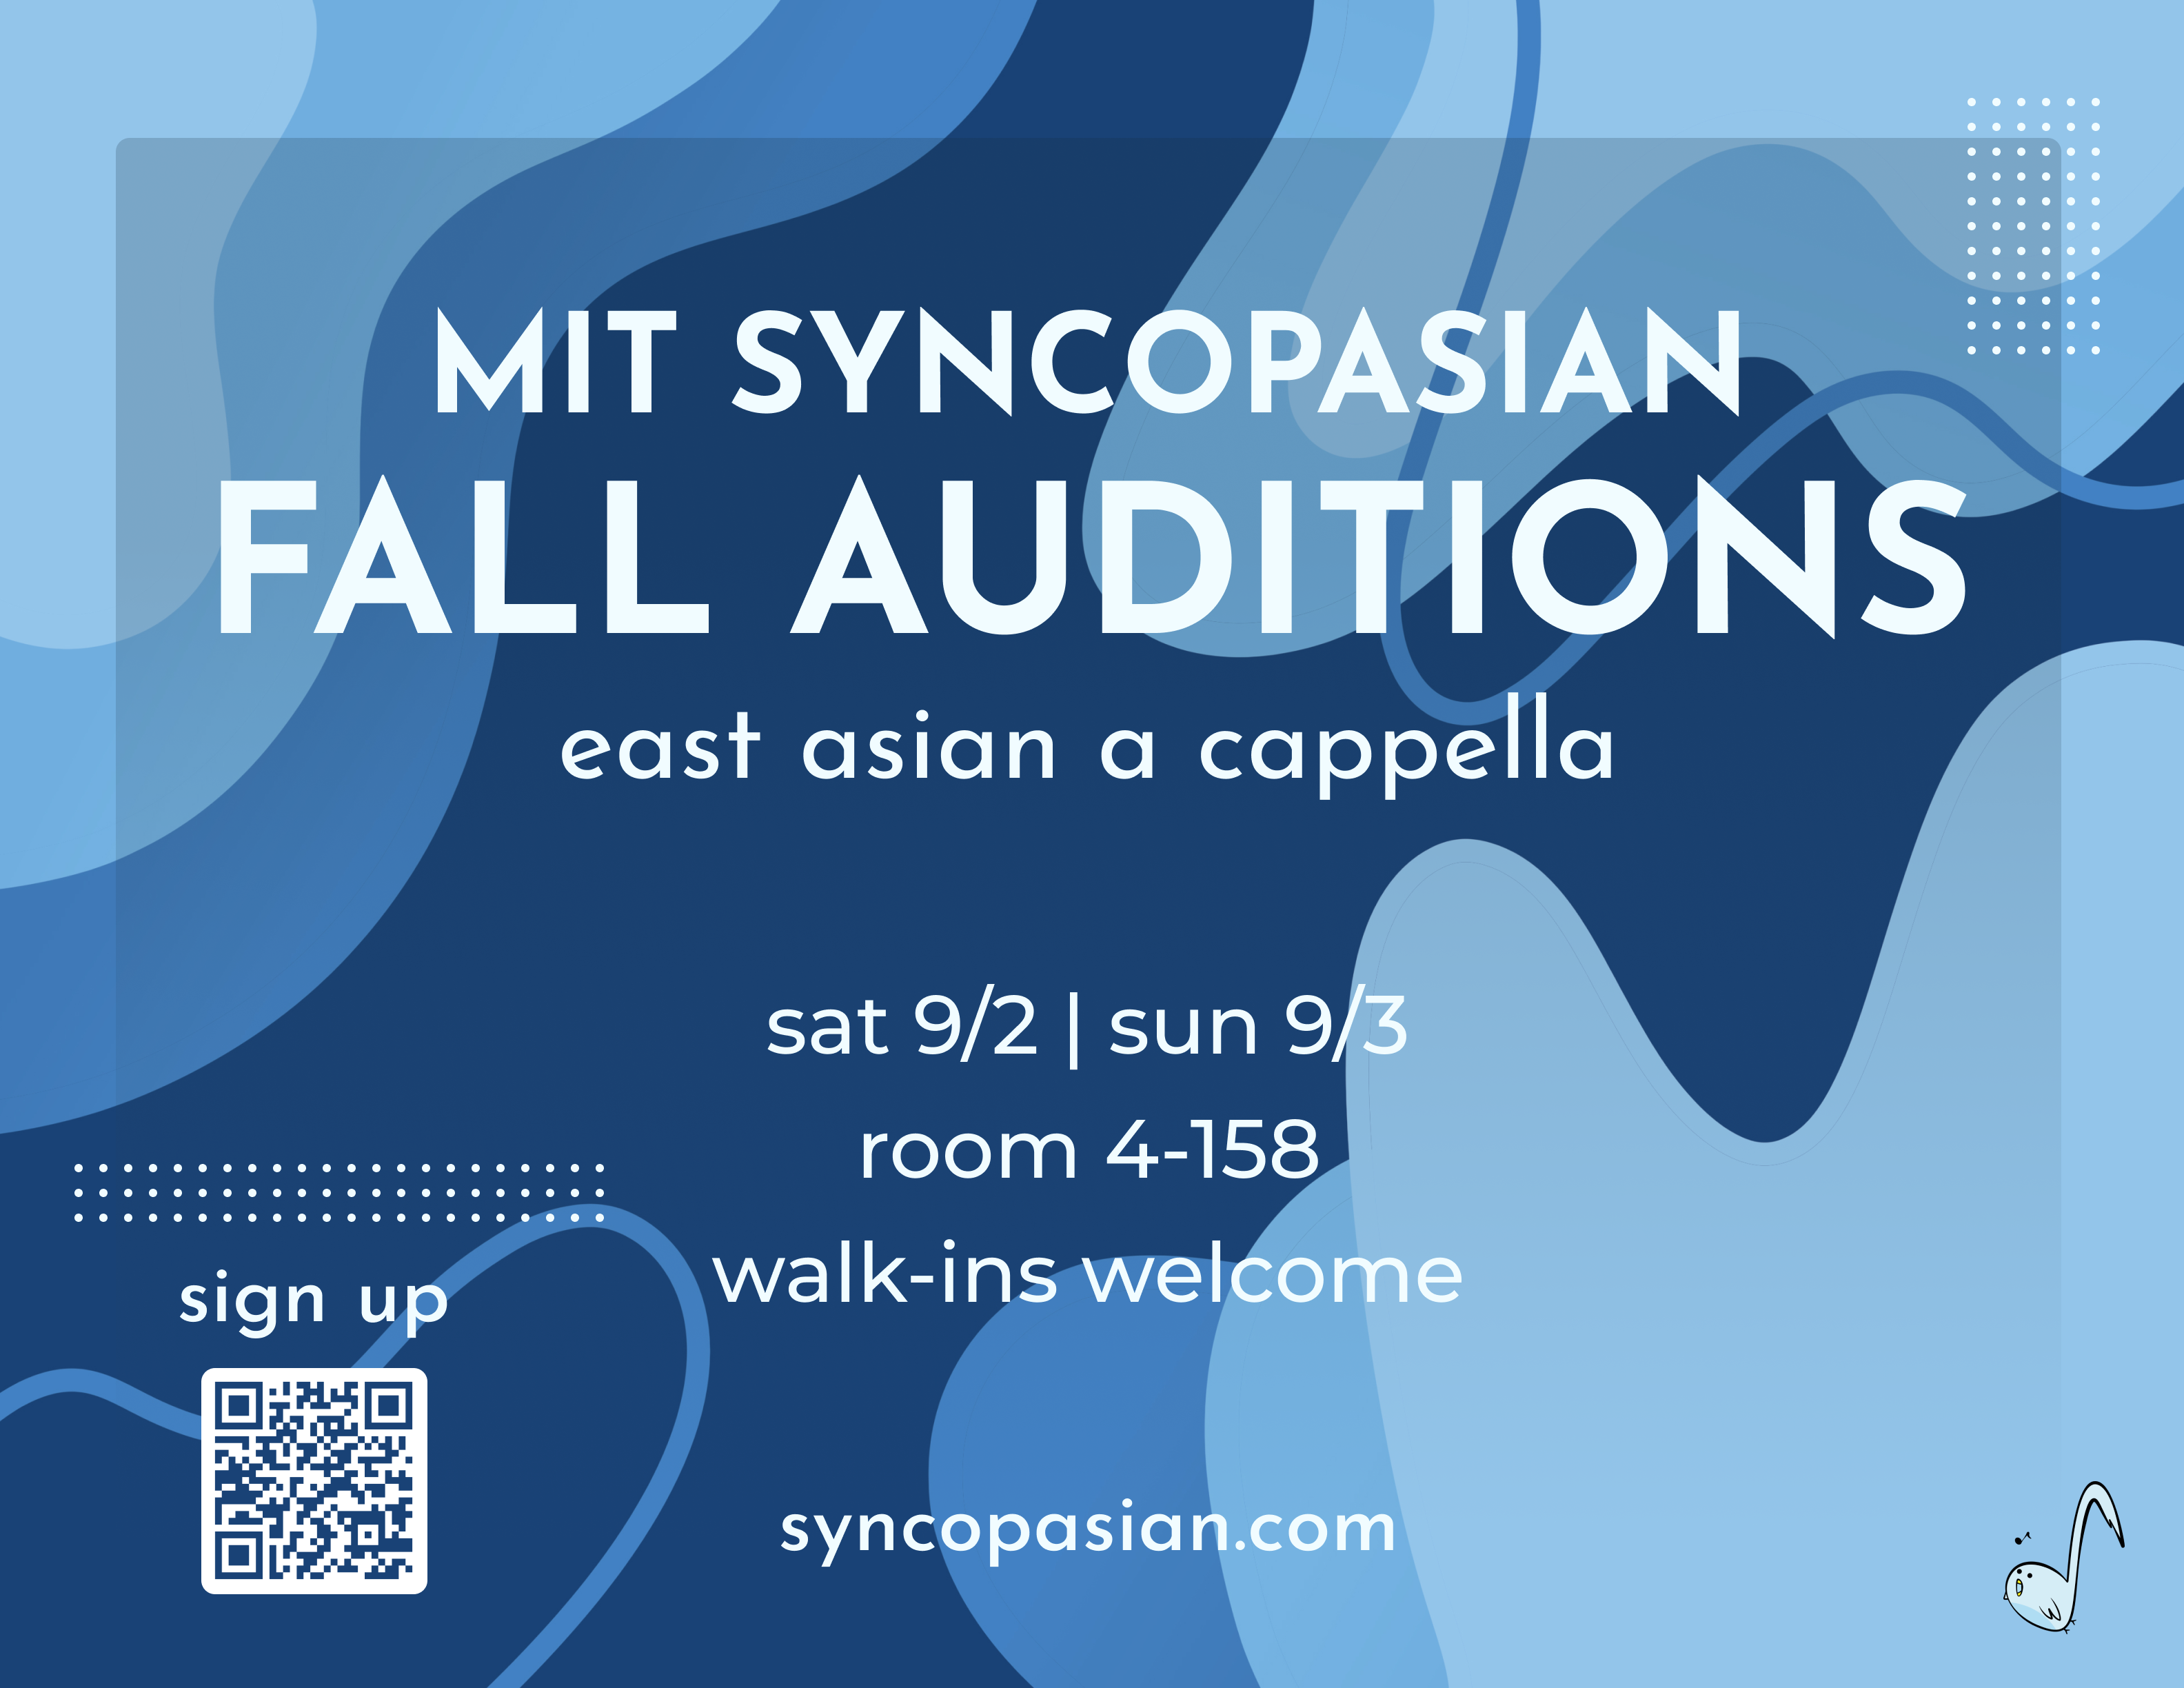 MIT SYNCOPASIAN
FALL AUDITIONS
east asian a cappella
sat 9/2 | sun 9/3
room 4-158
walk-ins welcome
sign up
syncopasian.com